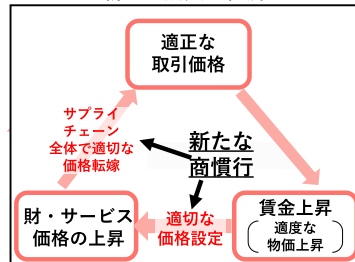 適正な
取引価格
サプライ
チェーン
全体で適切な
価格転嫁
新たな
商慣行
財・サービス
価格の上昇
適切な
価格設定
賃金上昇
適度な
物価上昇